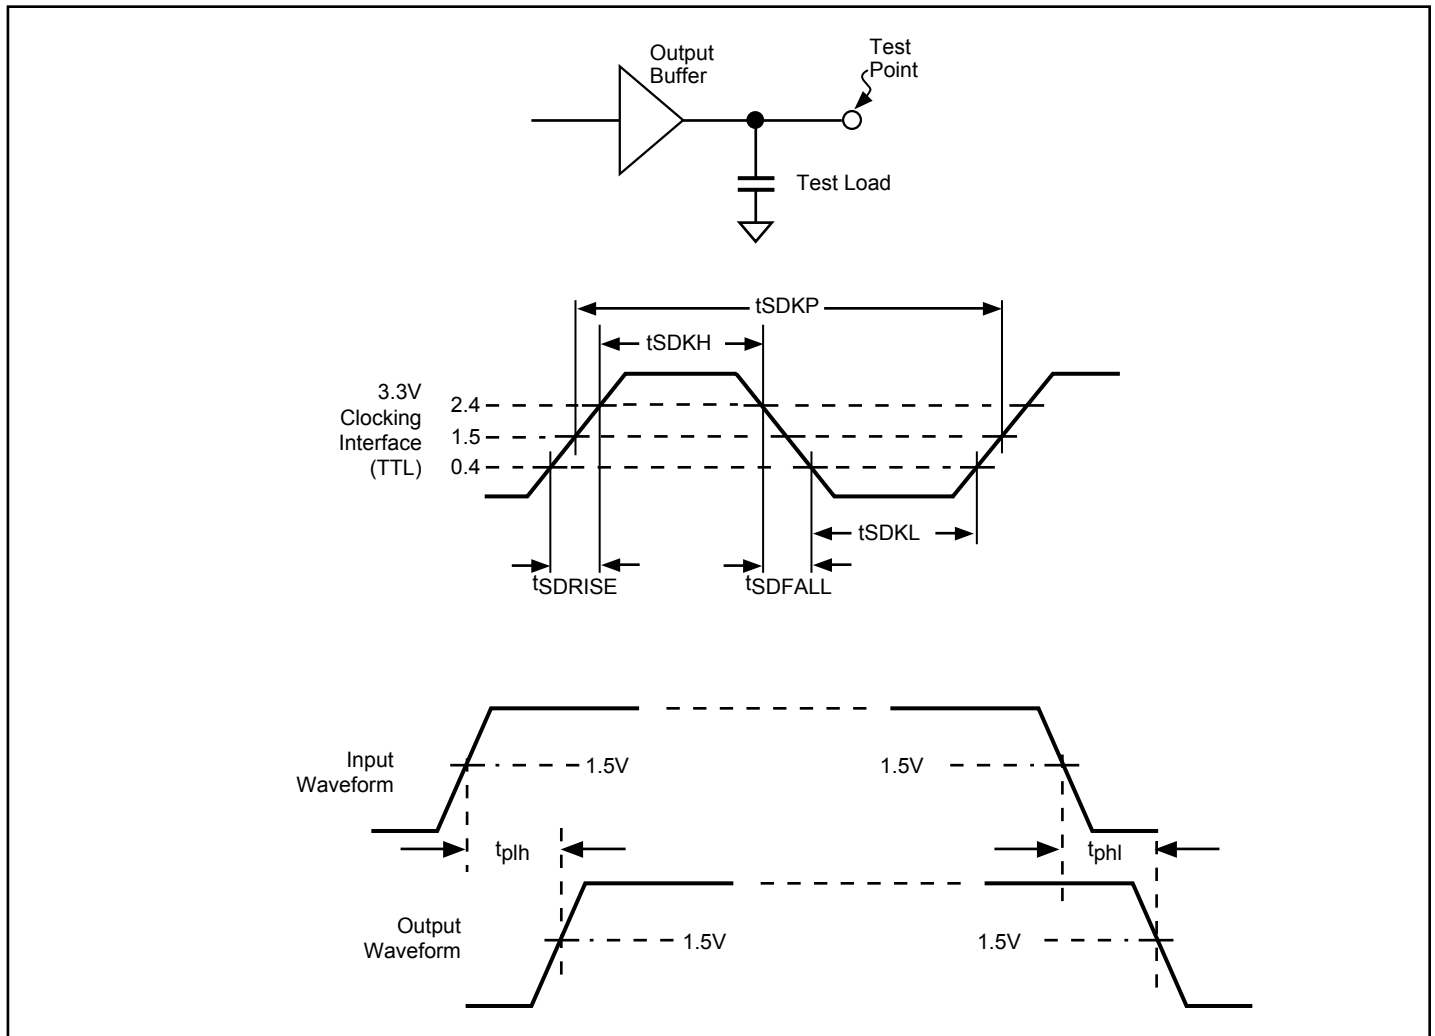 Output
Buffer
Test
Point
Test Load
tSDKP
tSDKH
3.3V
Clocking
Interface
(TTL)
2.4
1.5
0.4
tSDKL
tSDRISE
tSDFALL
Input
Waveform
1.5V
1.5V
tplh
tphl
Output
Waveform
1.5V
1.5V